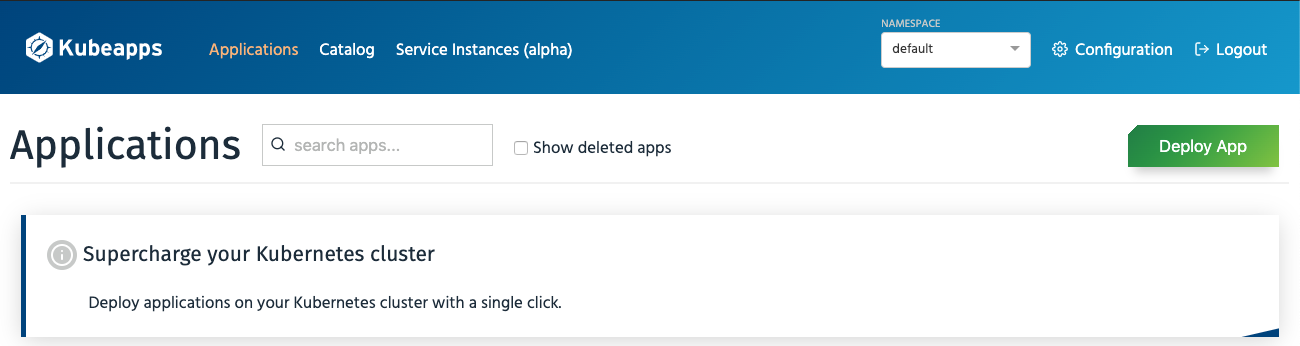 NAMESPACE
Kubeapps Applications Catalog Service Instances (alpha) default Configuration Logout
Applications search apps... Show deleted apps Deploy App
Supercharge your Kubernetes cluster
Deploy applications on your Kubernetes cluster with a single click.